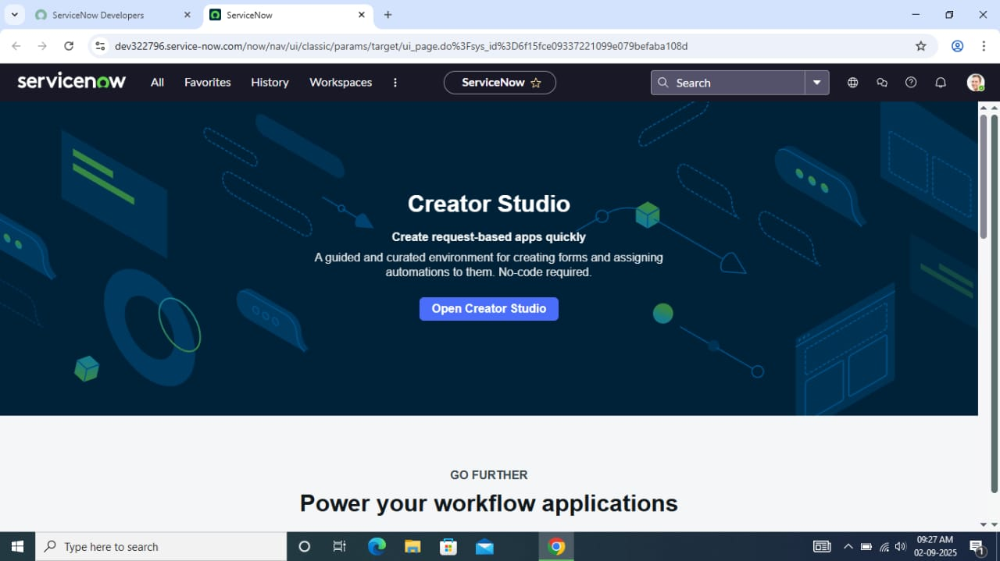 ServiceNow Developers
ServiceNow
dev322796.service-now.com/now/nav/ui/classic/params/target/ui_page.do%3Fsys_id%3D6f15fce09337221099e079befaba108d
servicenow All Favorites History Workspaces ServiceNow Search
Creator Studio
Create request-based apps quickly
A guided and curated environment for creating forms and assigning
automations to them. No-code required.
Open Creator Studio
GO FURTHER
Power your workflow applications
Type here to search
09:27 AM
02-09-2025
1